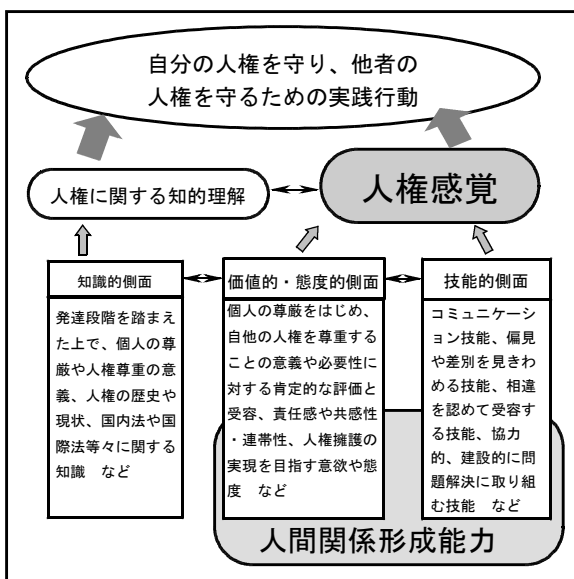 自分の人権を守り、他者の
人権を守るための実践行動
人権に関する知的理解
人権感覚
知識的側面
発達段階を踏まえ
た上で、個人の尊
厳や人権尊重の意
義、人権の歴史や
現状、国内法や国
際法等々に関する
知識　など
価値的・態度的側面
個人の尊厳をはじめ、
自他の人権を尊重する
ことの意義や必要性に
対する肯定的な評価と
受容、責任感や共感性
・連帯性、人権擁護の
実現を目指す意欲や態
度　など
技能的側面
コミュニケーシ
ョン技能、偏見
や差別を見きわ
める技能、相違
を認めて受容す
る技能、協力
的、建設的に問
題解決に取り組
む技能　など
人間関係形成能力